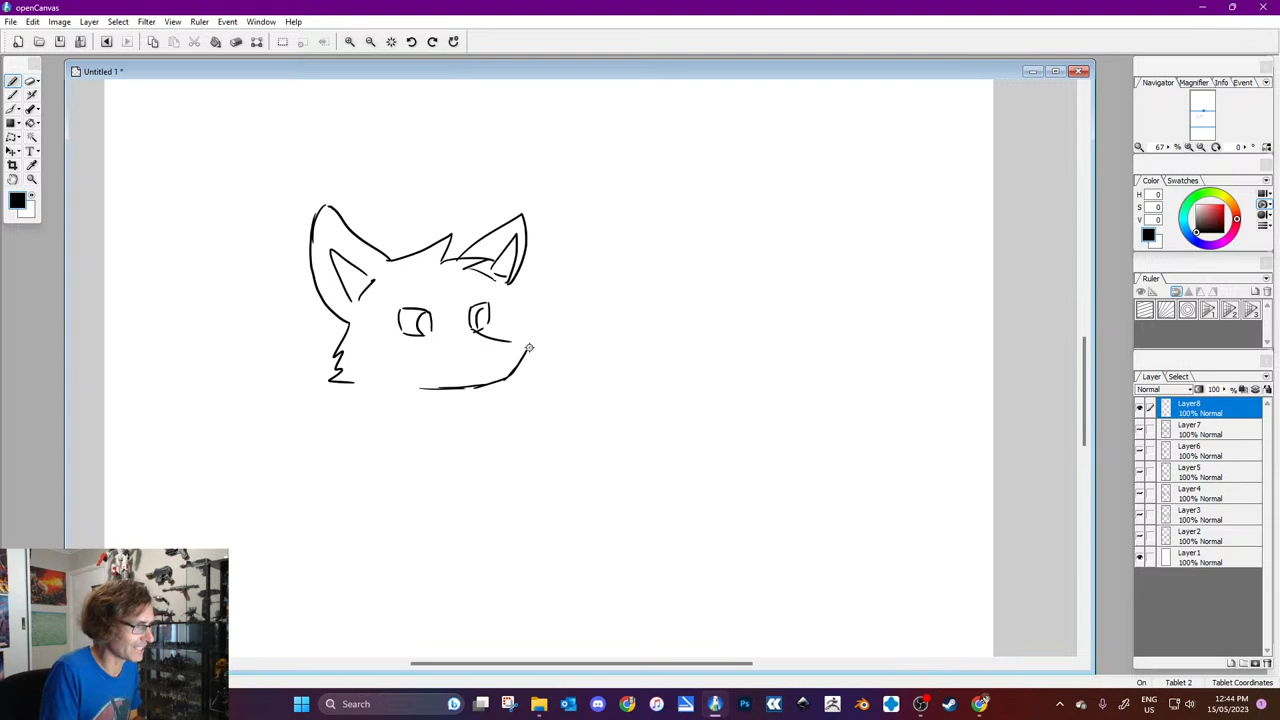 openCanvas
File Edit Image Layer Select Filter Ruler Event Window Help
Untitled 1 *
Navigator Magnifier Info Event
67 % 0 °
Color Swatches
H 0
S 0
V 0
Ruler
Layer Select
Normal 100 %
Layer8
100% Normal
Layer7
100% Normal
Layer6
100% Normal
Layer5
100% Normal
Layer4
100% Normal
Layer3
100% Normal
Layer2
100% Normal
Layer1
100% Normal
On Tablet 2 Tablet Coordinates
Search
ENG
US
12:44 PM
15/05/2023